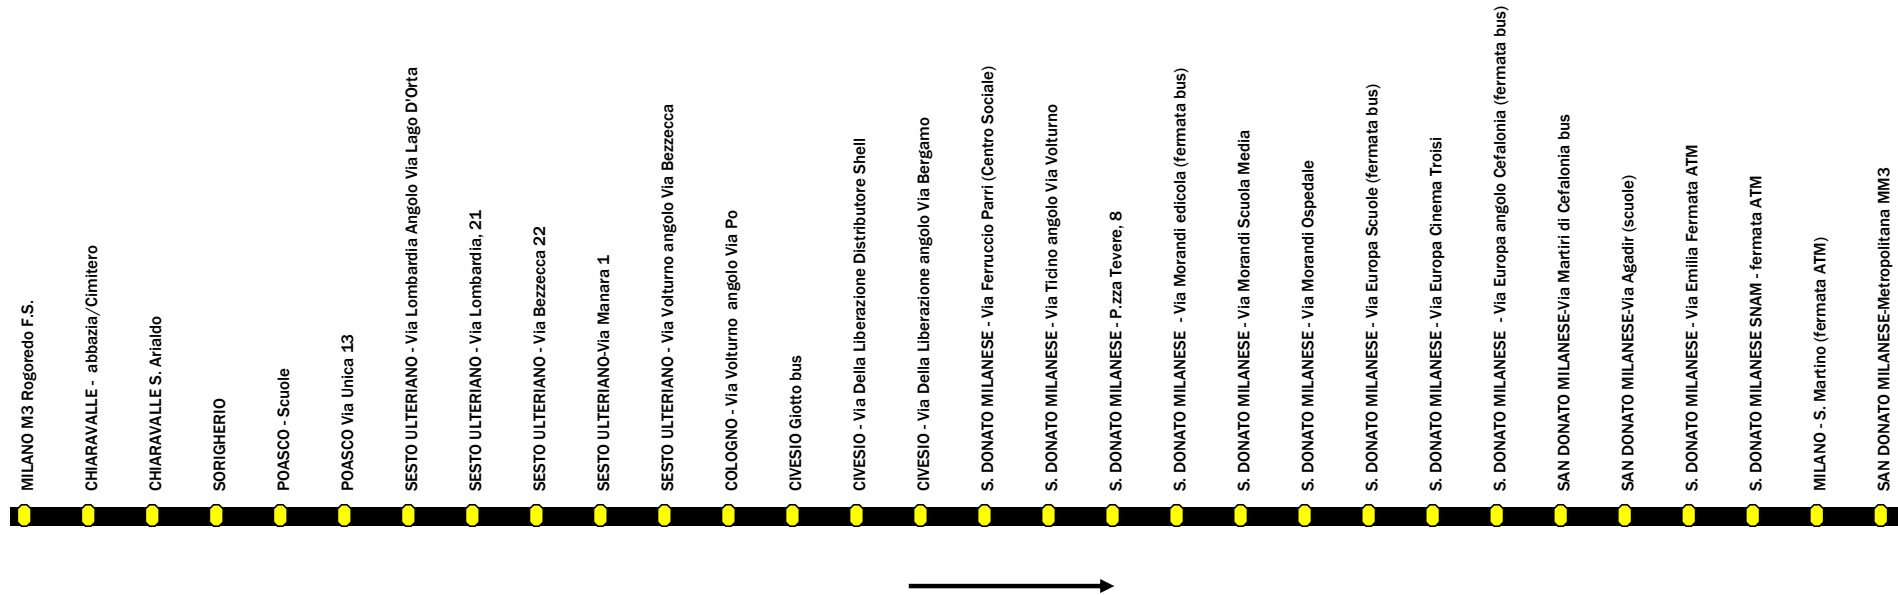 MILANO M3 Rogoredo F.S.
CHIARAVALLE - abbazia/Cimitero
CHIARAVALLE S. Arialdo
SORIGHERIO
POASCO - Scuole
POASCO Via Unica 13
SESTO ULTERIANO - Via Lombardia Angolo Via Lago D'Orta
SESTO ULTERIANO - Via Lombardia, 21
SESTO ULTERIANO - Via Bezzecca 22
SESTO ULTERIANO-Via Manara 1
SESTO ULTERIANO - Via Volturno angolo Via Bezzecca
COLOGNO - Via Volturno angolo Via Po
CIVESIO Giotto bus
CIVESIO - Via Della Liberazione Distributore Shell
CIVESIO - Via Della Liberazione angolo Via Bergamo
S. DONATO MILANESE - Via Ferruccio Parri (Centro Sociale)
S. DONATO MILANESE - Via Ticino angolo Via Volturno
S. DONATO MILANESE - P.zza Tevere, 8
S. DONATO MILANESE - Via Morandi edicola (fermata bus)
S. DONATO MILANESE - Via Morandi Scuola Media
S. DONATO MILANESE - Via Morandi Ospedale
S. DONATO MILANESE - Via Europa Scuole (fermata bus)
S. DONATO MILANESE - Via Europa Cinema Troisi
S. DONATO MILANESE - Via Europa angolo Cefalonia (fermata bus)
SAN DONATO MILANESE-Via Martiri di Cefalonia bus
SAN DONATO MILANESE-Via Agadir (scuole)
S. DONATO MILANESE - Via Emilia Fermata ATM
S. DONATO MILANESE SNAM - fermata ATM
MILANO - S. Martino (fermata ATM)
SAN DONATO MILANESE-Metropolitana MM3